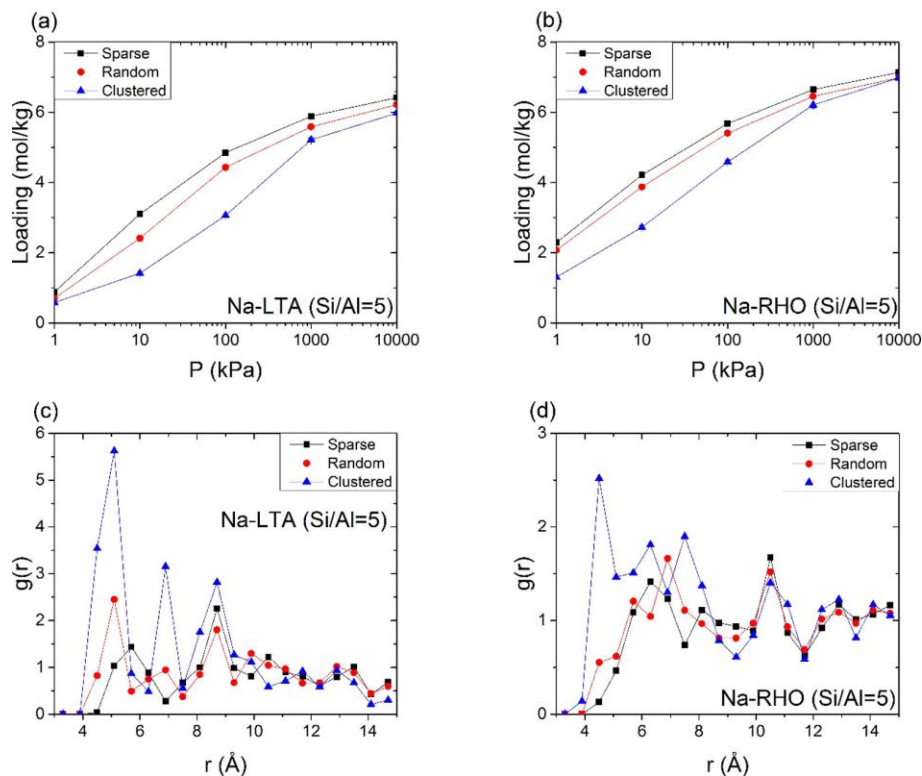 (a)
8
6
4
2
0
Loading (mol/kg)
Sparse
Random
Clustered
Na-LTA (Si/Al=5)
1 10 100 1000 10000
P (kPa)
(b)
8
6
4
2
0
Loading (mol/kg)
Sparse
Random
Clustered
Na-RHO (Si/Al=5)
1 10 100 1000 10000
P (kPa)
(c)
6
5
4
3
2
1
0
g(r)
Sparse
Random
Clustered
Na-LTA (Si/Al=5)
4 6 8 10 12 14
r (Å)
(d)
3
2
1
0
g(r)
Sparse
Random
Clustered
Na-RHO (Si/Al=5)
4 6 8 10 12 14
r (Å)